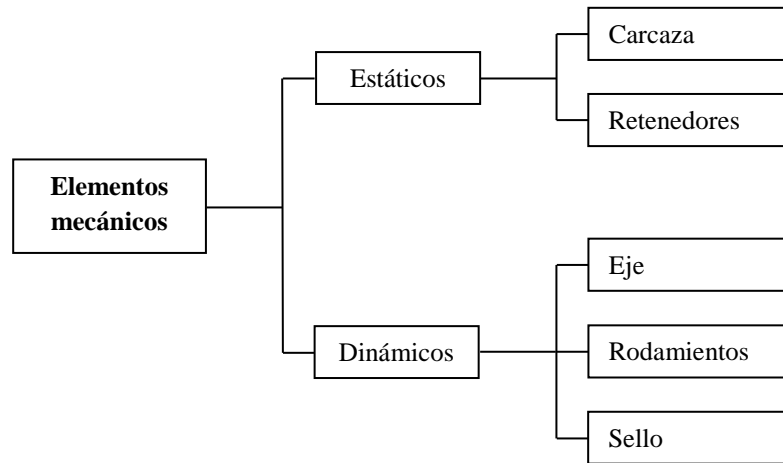 Elementos
mecánicos
Estáticos
Carcaza
Retenedores
Dinámicos
Eje
Rodamientos
Sello